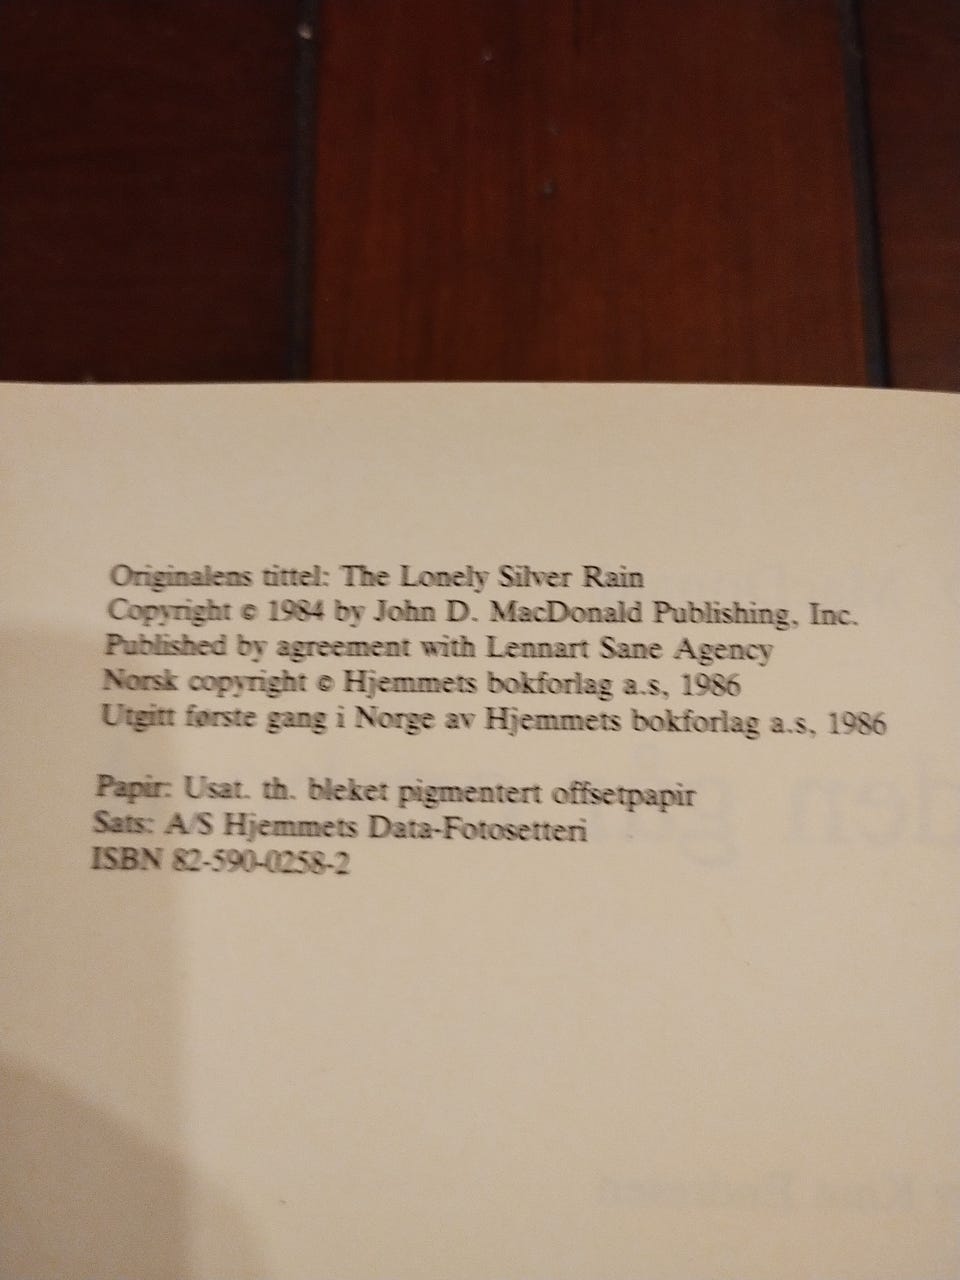 Originalens tittel: The Lonely Silver Rain
Copyright © 1984 by John D. MacDonald Publishing, Inc.
Published by agreement with Lennart Sane Agency
Norsk copyright © Hjemmets bokforlag a.s, 1986
Utgitt første gang i Norge av Hjemmets bokforlag a.s, 1986
Papir: Usat. th. bleket pigmentert offsetpapir
Sats: A/S Hjemmets Data-Fotosetteri
ISBN 82-590-0258-2